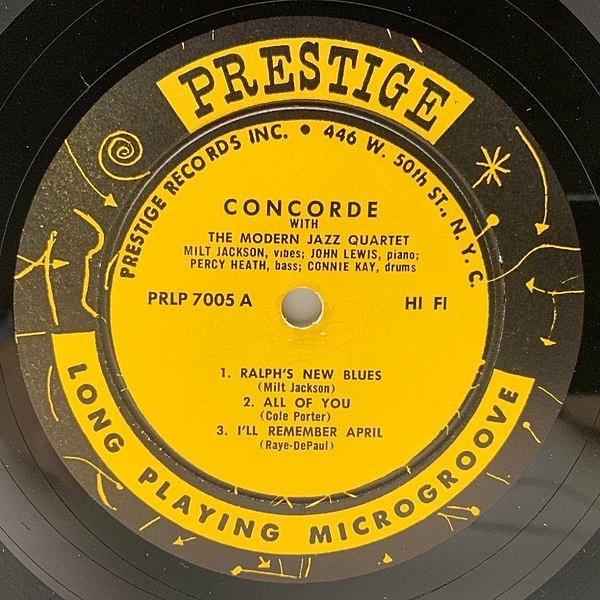 PRESTIGE
PRESTIGE RECORDS INC. • 446 W. 50th ST., N.Y.C.
CONCORDE
WITH
THE MODERN JAZZ QUARTET
MILT JACKSON, vibes; JOHN LEWIS, piano;
PERCY HEATH, bass; CONNIE KAY, drums
PRLP 7005 A HI FI
1. RALPH'S NEW BLUES
(Milt Jackson)
2. ALL OF YOU
(Cole Porter)
3. I'LL REMEMBER APRIL
(Raye-DePaul)
LONG PLAYING MICROGROOVE